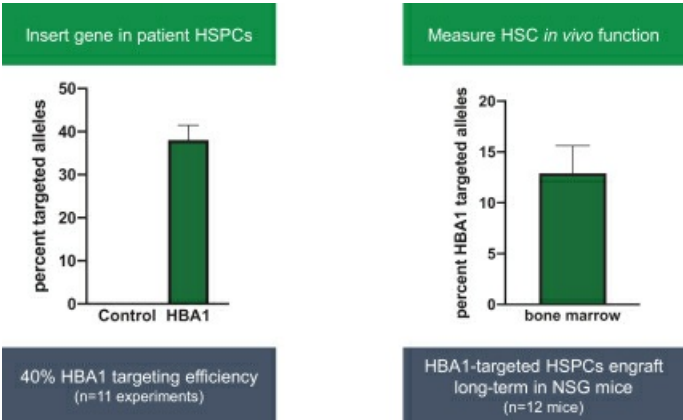 Insert gene in patient HSPCs
percent targeted alleles
50
40
30
20
10
0
Control HBA1
40% HBA1 targeting efficiency
(n=11 experiments)
Measure HSC in vivo function
percent HBA1 targeted alleles
20
15
10
5
0
bone marrow
HBA1-targeted HSPCs engraft
long-term in NSG mice
(n=12 mice)